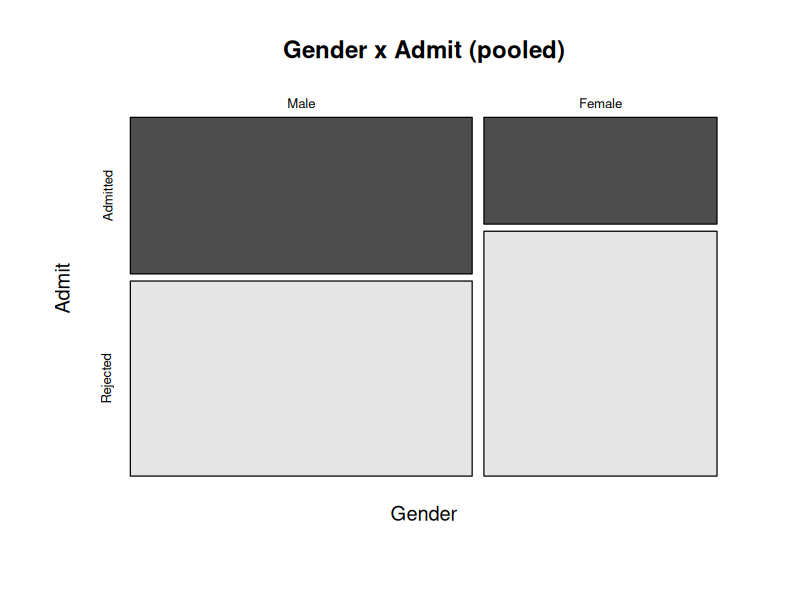 Gender x Admit (pooled)
Male
Female
Admitted
Rejected
Admit
Gender